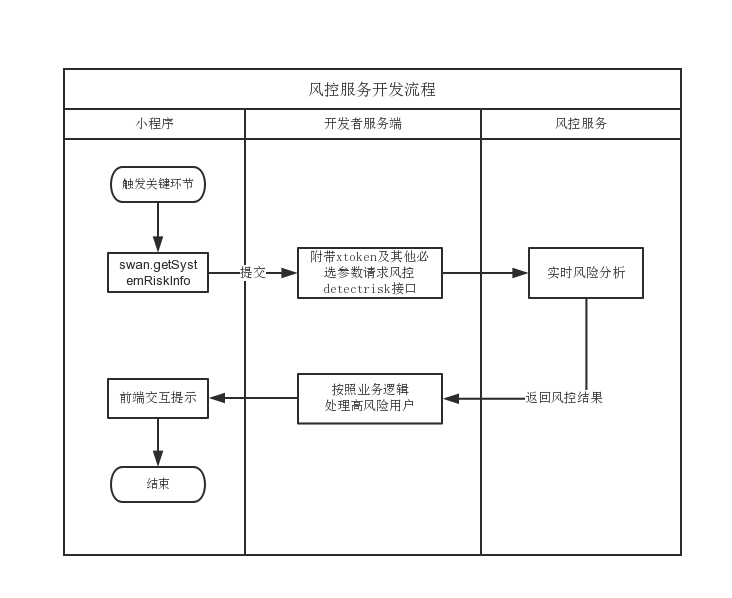 风控服务开发流程
小程序
开发者服务端
风控服务
触发关键环节
swan.getSyst
emRiskInfo
提交
附带xtoken及其他必
选参数请求风控
detectrisk接口
实时风险分析
前端交互提示
按照业务逻辑
处理高风险用户
返回风控结果
结束